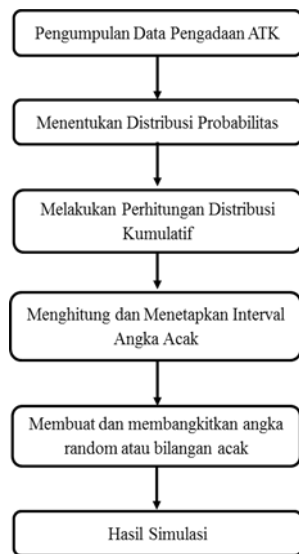 Pengumpulan Data Pengadaan ATK
Menentukan Distribusi Probabilitas
Melakukan Perhitungan Distribusi
Kumulatif
Menghitung dan Menetapkan Interval
Angka Acak
Membuat dan membangkitkan angka
random atau bilangan acak
Hasil Simulasi